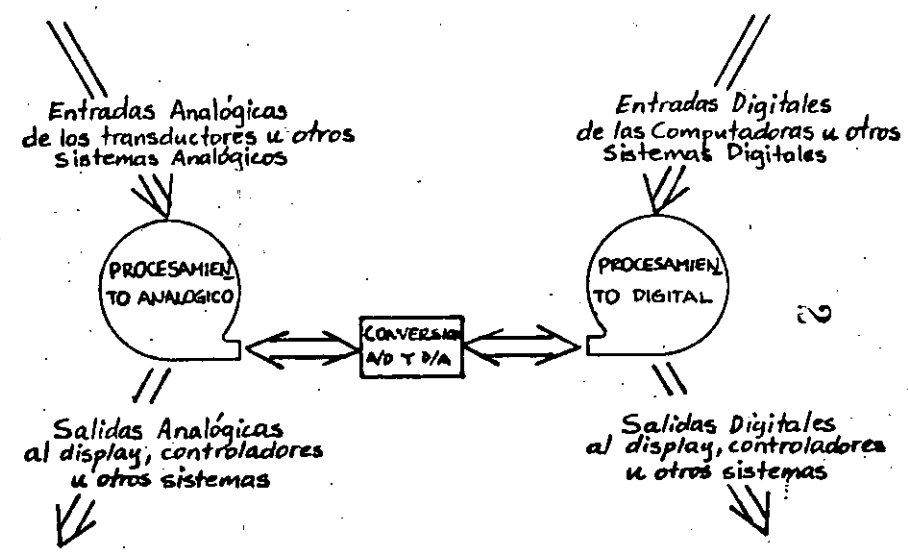 Entradas Analógicas
de los transductores u otros
Sistemas Analógicos
Entradas Digitales
de las Computadoras u otros
Sistemas Digitales
PROCESAMIEN
TO ANALOGICO
PROCESAMIEN
TO DIGITAL
CONVERSION
A/D Y D/A
2
Salidas Analógicas
al display, controladores
u otros sistemas
Salidas Digitales
al display, controladores
u otros sistemas